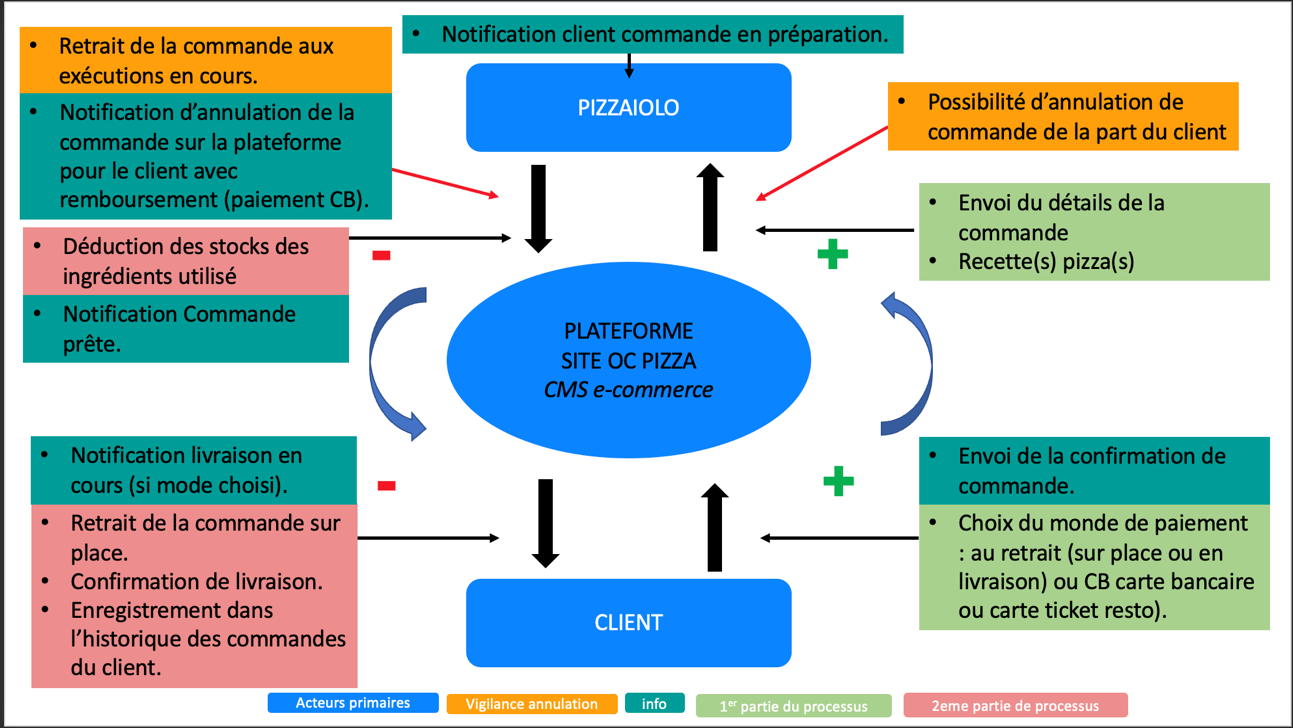 • Notification client commande en préparation.
• Retrait de la commande aux
exécutions en cours.
• Notification d’annulation de la
commande sur la plateforme
pour le client avec
remboursement (paiement CB).
PIZZAIOLO
• Possibilité d’annulation de
commande de la part du client
• Envoi du détails de la
commande
• Recette(s) pizza(s)
• Déduction des stocks des
ingrédients utilisé
• Notification Commande
prête.
PLATEFORME
SITE OC PIZZA
CMS e-commerce
• Notification livraison en
cours (si mode choisi).
• Retrait de la commande sur
place.
• Confirmation de livraison.
• Enregistrement dans
l’historique des commandes
du client.
• Envoi de la confirmation de
commande.
• Choix du monde de paiement
: au retrait (sur place ou en
livraison) ou CB carte bancaire
ou carte ticket resto).
CLIENT
Acteurs primaires
Vigilance annulation
info
1er partie du processus
2eme partie de processus